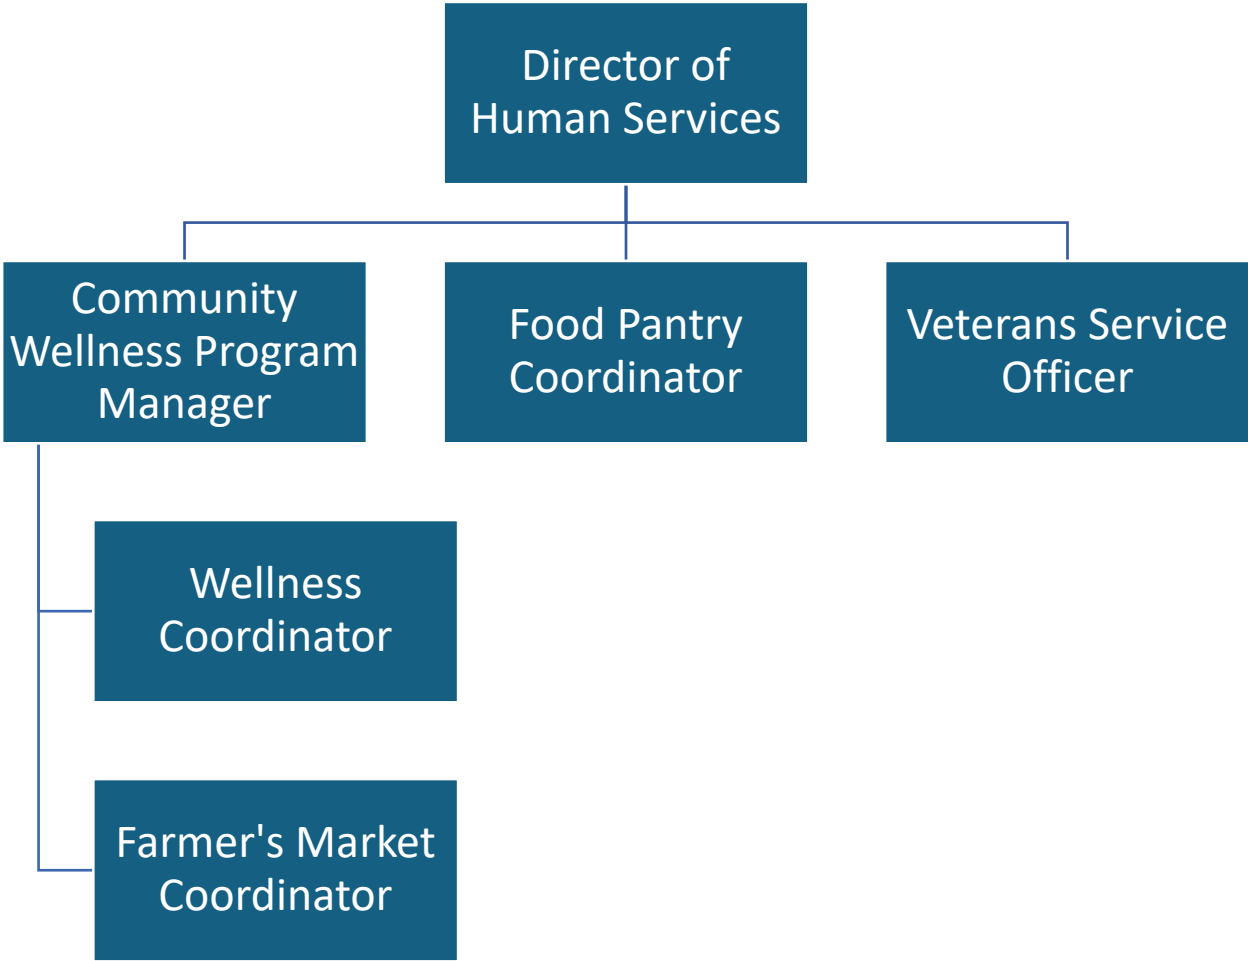 Director of
Human Services
Community
Wellness Program
Manager
Food Pantry
Coordinator
Veterans Service
Officer
Wellness
Coordinator
Farmer's Market
Coordinator